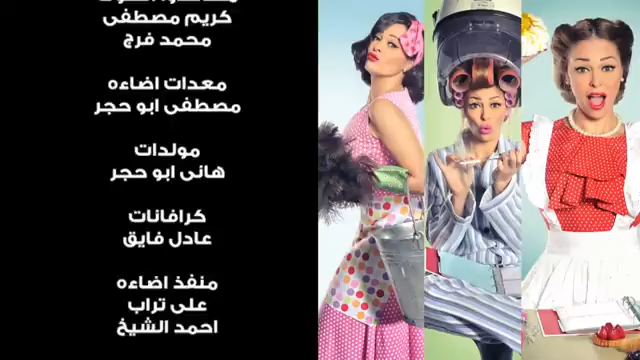 كريم مصطفى
محمد فرج
معدات اضاءه
مصطفى ابو حجر
مولدات
هانى ابو حجر
كرافانات
عادل فايق
منفذ اضاءه
على تراب
احمد الشيخ